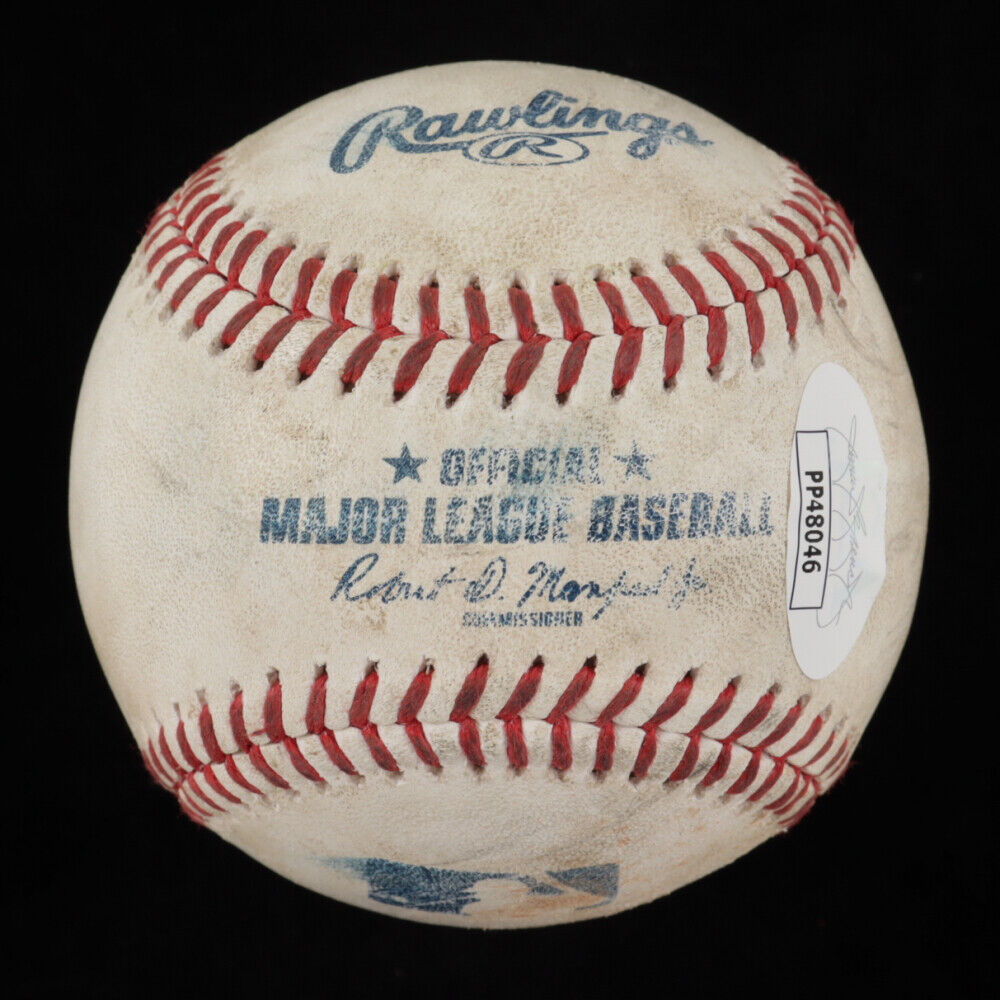 Rawlings
R
★ OFFICIAL ★
MAJOR LEAGUE BASEBALL
Robert D. Manfred Jr.
COMMISSIONER
PP48046